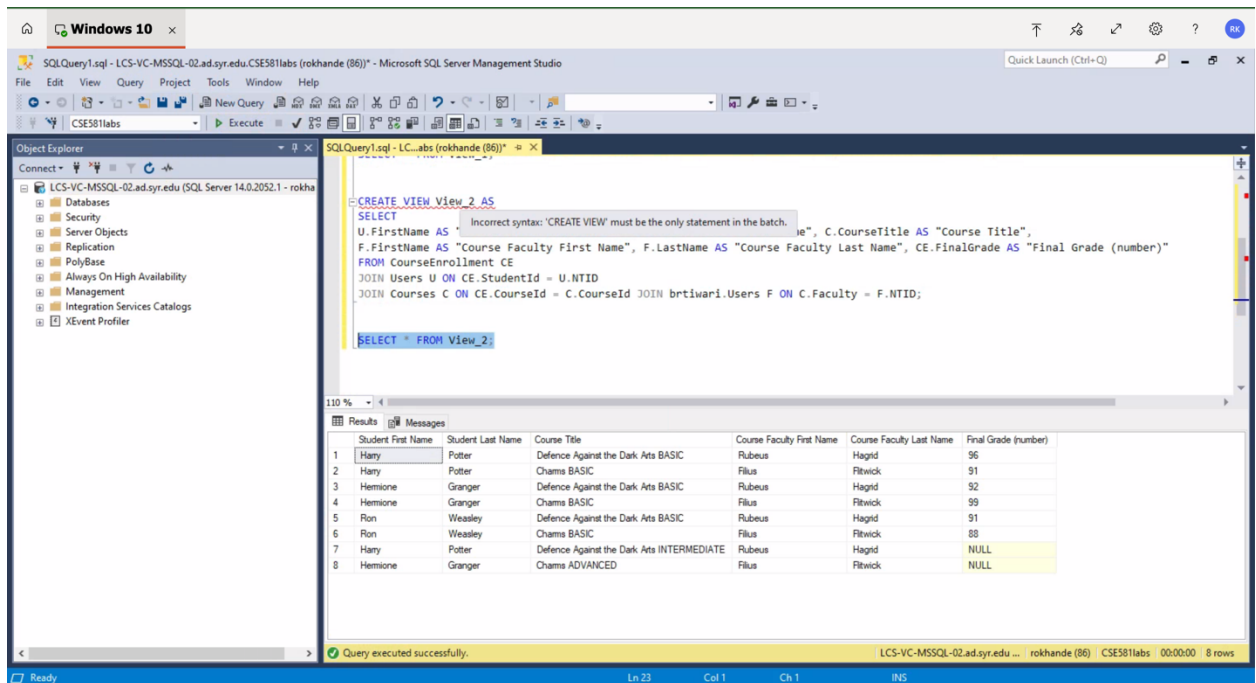 Windows 10 ×
? RK
SQLQuery1.sql - LCS-VC-MSSQL-02.ad.syr.edu.CSE581labs (rokhande (86))* - Microsoft SQL Server Management Studio
Quick Launch (Ctrl+Q)
File Edit View Query Project Tools Window Help
New Query
CSE581labs
Execute
Object Explorer
SQLQuery1.sql - LC...abs (rokhande (86))*
Connect
SELECT * FROM View_1;
LCS-VC-MSSQL-02.ad.syr.edu (SQL Server 14.0.2052.1 - rokha
Databases
Security
Server Objects
Replication
PolyBase
Always On High Availability
Management
Integration Services Catalogs
XEvent Profiler
CREATE VIEW View_2 AS
SELECT
Incorrect syntax: 'CREATE VIEW' must be the only statement in the batch.
U.FirstName AS " e", C.CourseTitle AS "Course Title",
F.FirstName AS "Course Faculty First Name", F.LastName AS "Course Faculty Last Name", CE.FinalGrade AS "Final Grade (number)"
FROM CourseEnrollment CE
JOIN Users U ON CE.StudentId = U.NTID
JOIN Courses C ON CE.CourseId = C.CourseId JOIN brtiwari.Users F ON C.Faculty = F.NTID;
SELECT * FROM View_2;
110 %
Results Messages
Student First Name Student Last Name Course Title Course Faculty First Name Course Faculty Last Name Final Grade (number)
1 Harry Potter Defence Against the Dark Arts BASIC Rubeus Hagrid 96
2 Harry Potter Charms BASIC Filius Flitwick 91
3 Hermione Granger Defence Against the Dark Arts BASIC Rubeus Hagrid 92
4 Hermione Granger Charms BASIC Filius Flitwick 99
5 Ron Weasley Defence Against the Dark Arts BASIC Rubeus Hagrid 91
6 Ron Weasley Charms BASIC Filius Flitwick 88
7 Harry Potter Defence Against the Dark Arts INTERMEDIATE Rubeus Hagrid NULL
8 Hermione Granger Charms ADVANCED Filius Flitwick NULL
Query executed successfully. LCS-VC-MSSQL-02.ad.syr.edu ... rokhande (86) CSE581labs 00:00:00 8 rows
Ready Ln 23 Col 1 Ch 1 INS